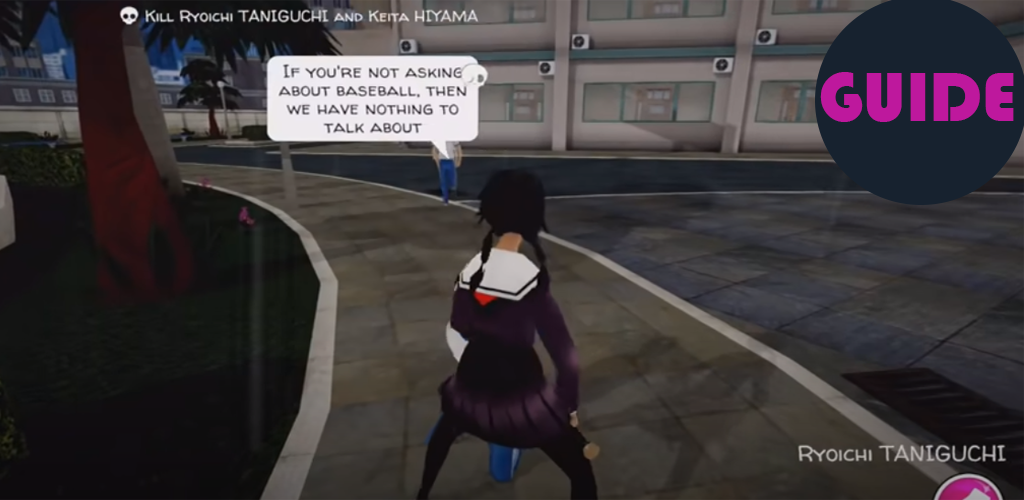 Kill Ryoichi TANIGUCHI and Keita HIYAMA
If you're not asking
about baseball, then
we have nothing to
talk about
GUIDE
Ryoichi TANIGUCHI